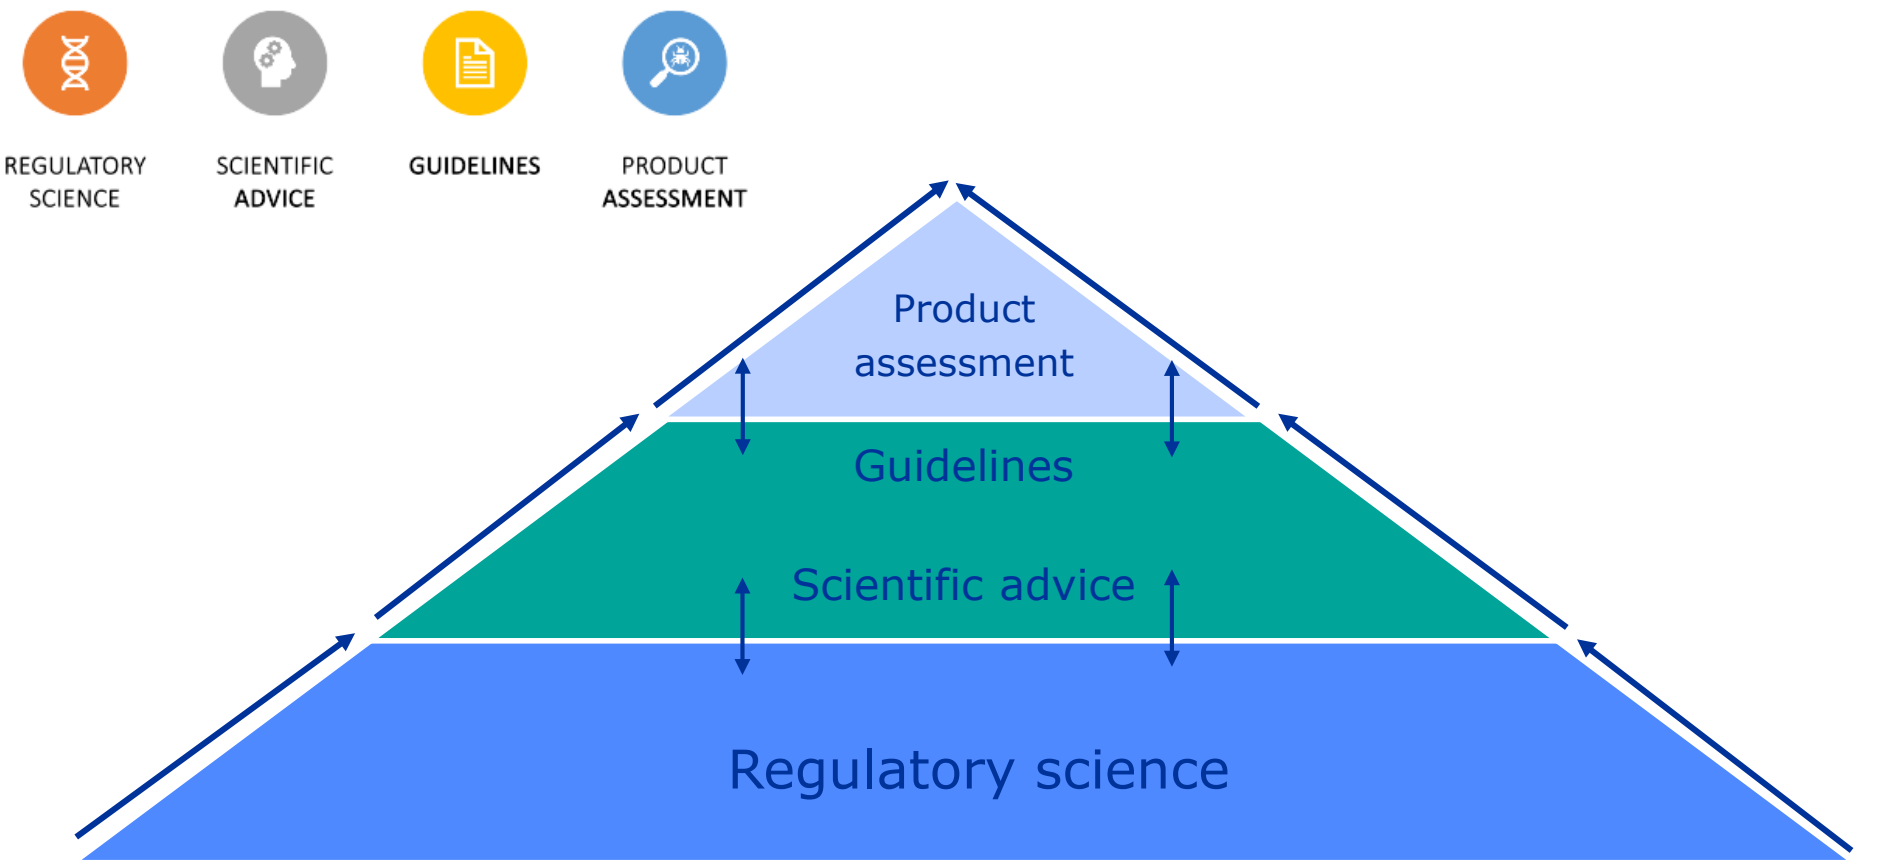 REGULATORY
SCIENCE
SCIENTIFIC
ADVICE
GUIDELINES
PRODUCT
ASSESSMENT
Product
assessment
Guidelines
Scientific advice
Regulatory science